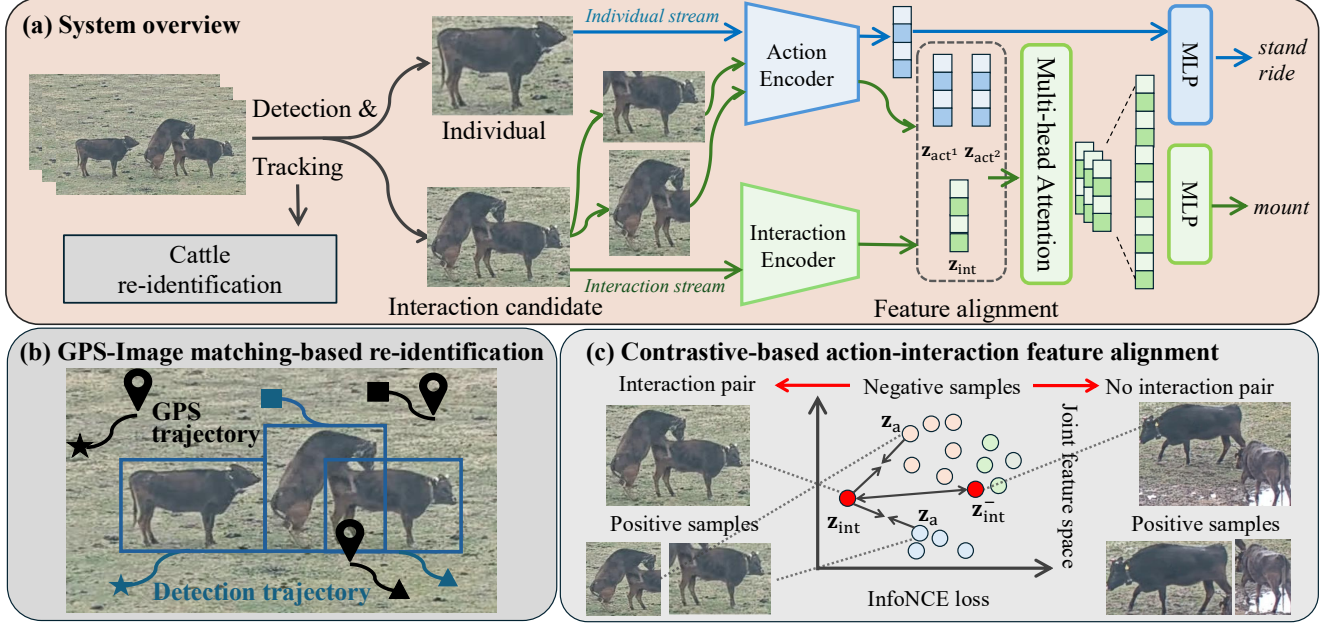 (a) System overview
Detection &
Tracking
Cattle
re-identification
Individual
Interaction candidate
Individual stream
Interaction stream
Action
Encoder
Interaction
Encoder
z_act¹ z_act²
z_int
Feature alignment
Multi-head Attention
MLP
MLP
stand
ride
mount
(b) GPS-Image matching-based re-identification
GPS
trajectory
Detection trajectory
(c) Contrastive-based action-interaction feature alignment
Interaction pair
Negative samples
No interaction pair
Positive samples
z_a
z_int
z_a
z⁻_int
Joint feature
space
InfoNCE loss
Positive samples